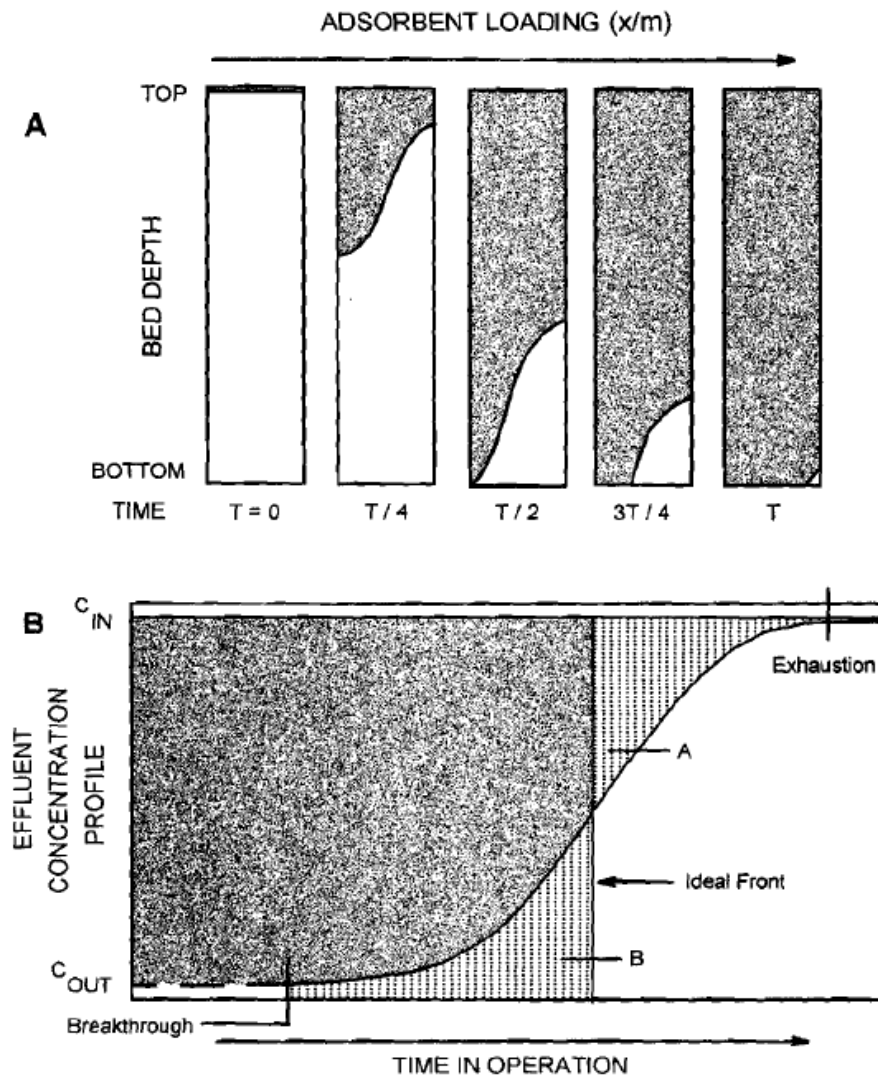 ADSORBENT LOADING (x/m)
TOP
A
BED DEPTH
BOTTOM
TIME
T = 0
T / 4
T / 2
3T / 4
T
B
C IN
Exhaustion
EFFLUENT
CONCENTRATION
PROFILE
A
Ideal Front
B
C OUT
Breakthrough
TIME IN OPERATION